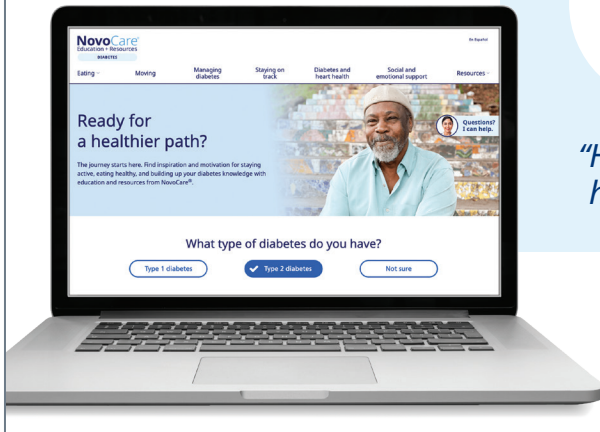 NovoCare®
Education + Resources
DIABETES
En Español
Eating
Moving
Managing
diabetes
Staying on
track
Diabetes and
heart health
Social and
emotional support
Resources
Ready for
a healthier path?
The journey starts here. Find inspiration and motivation for staying
active, eating healthy, and building up your diabetes knowledge with
education and resources from NovoCare®.
Questions?
I can help.
What type of diabetes do you have?
Type 1 diabetes
Type 2 diabetes
Not sure